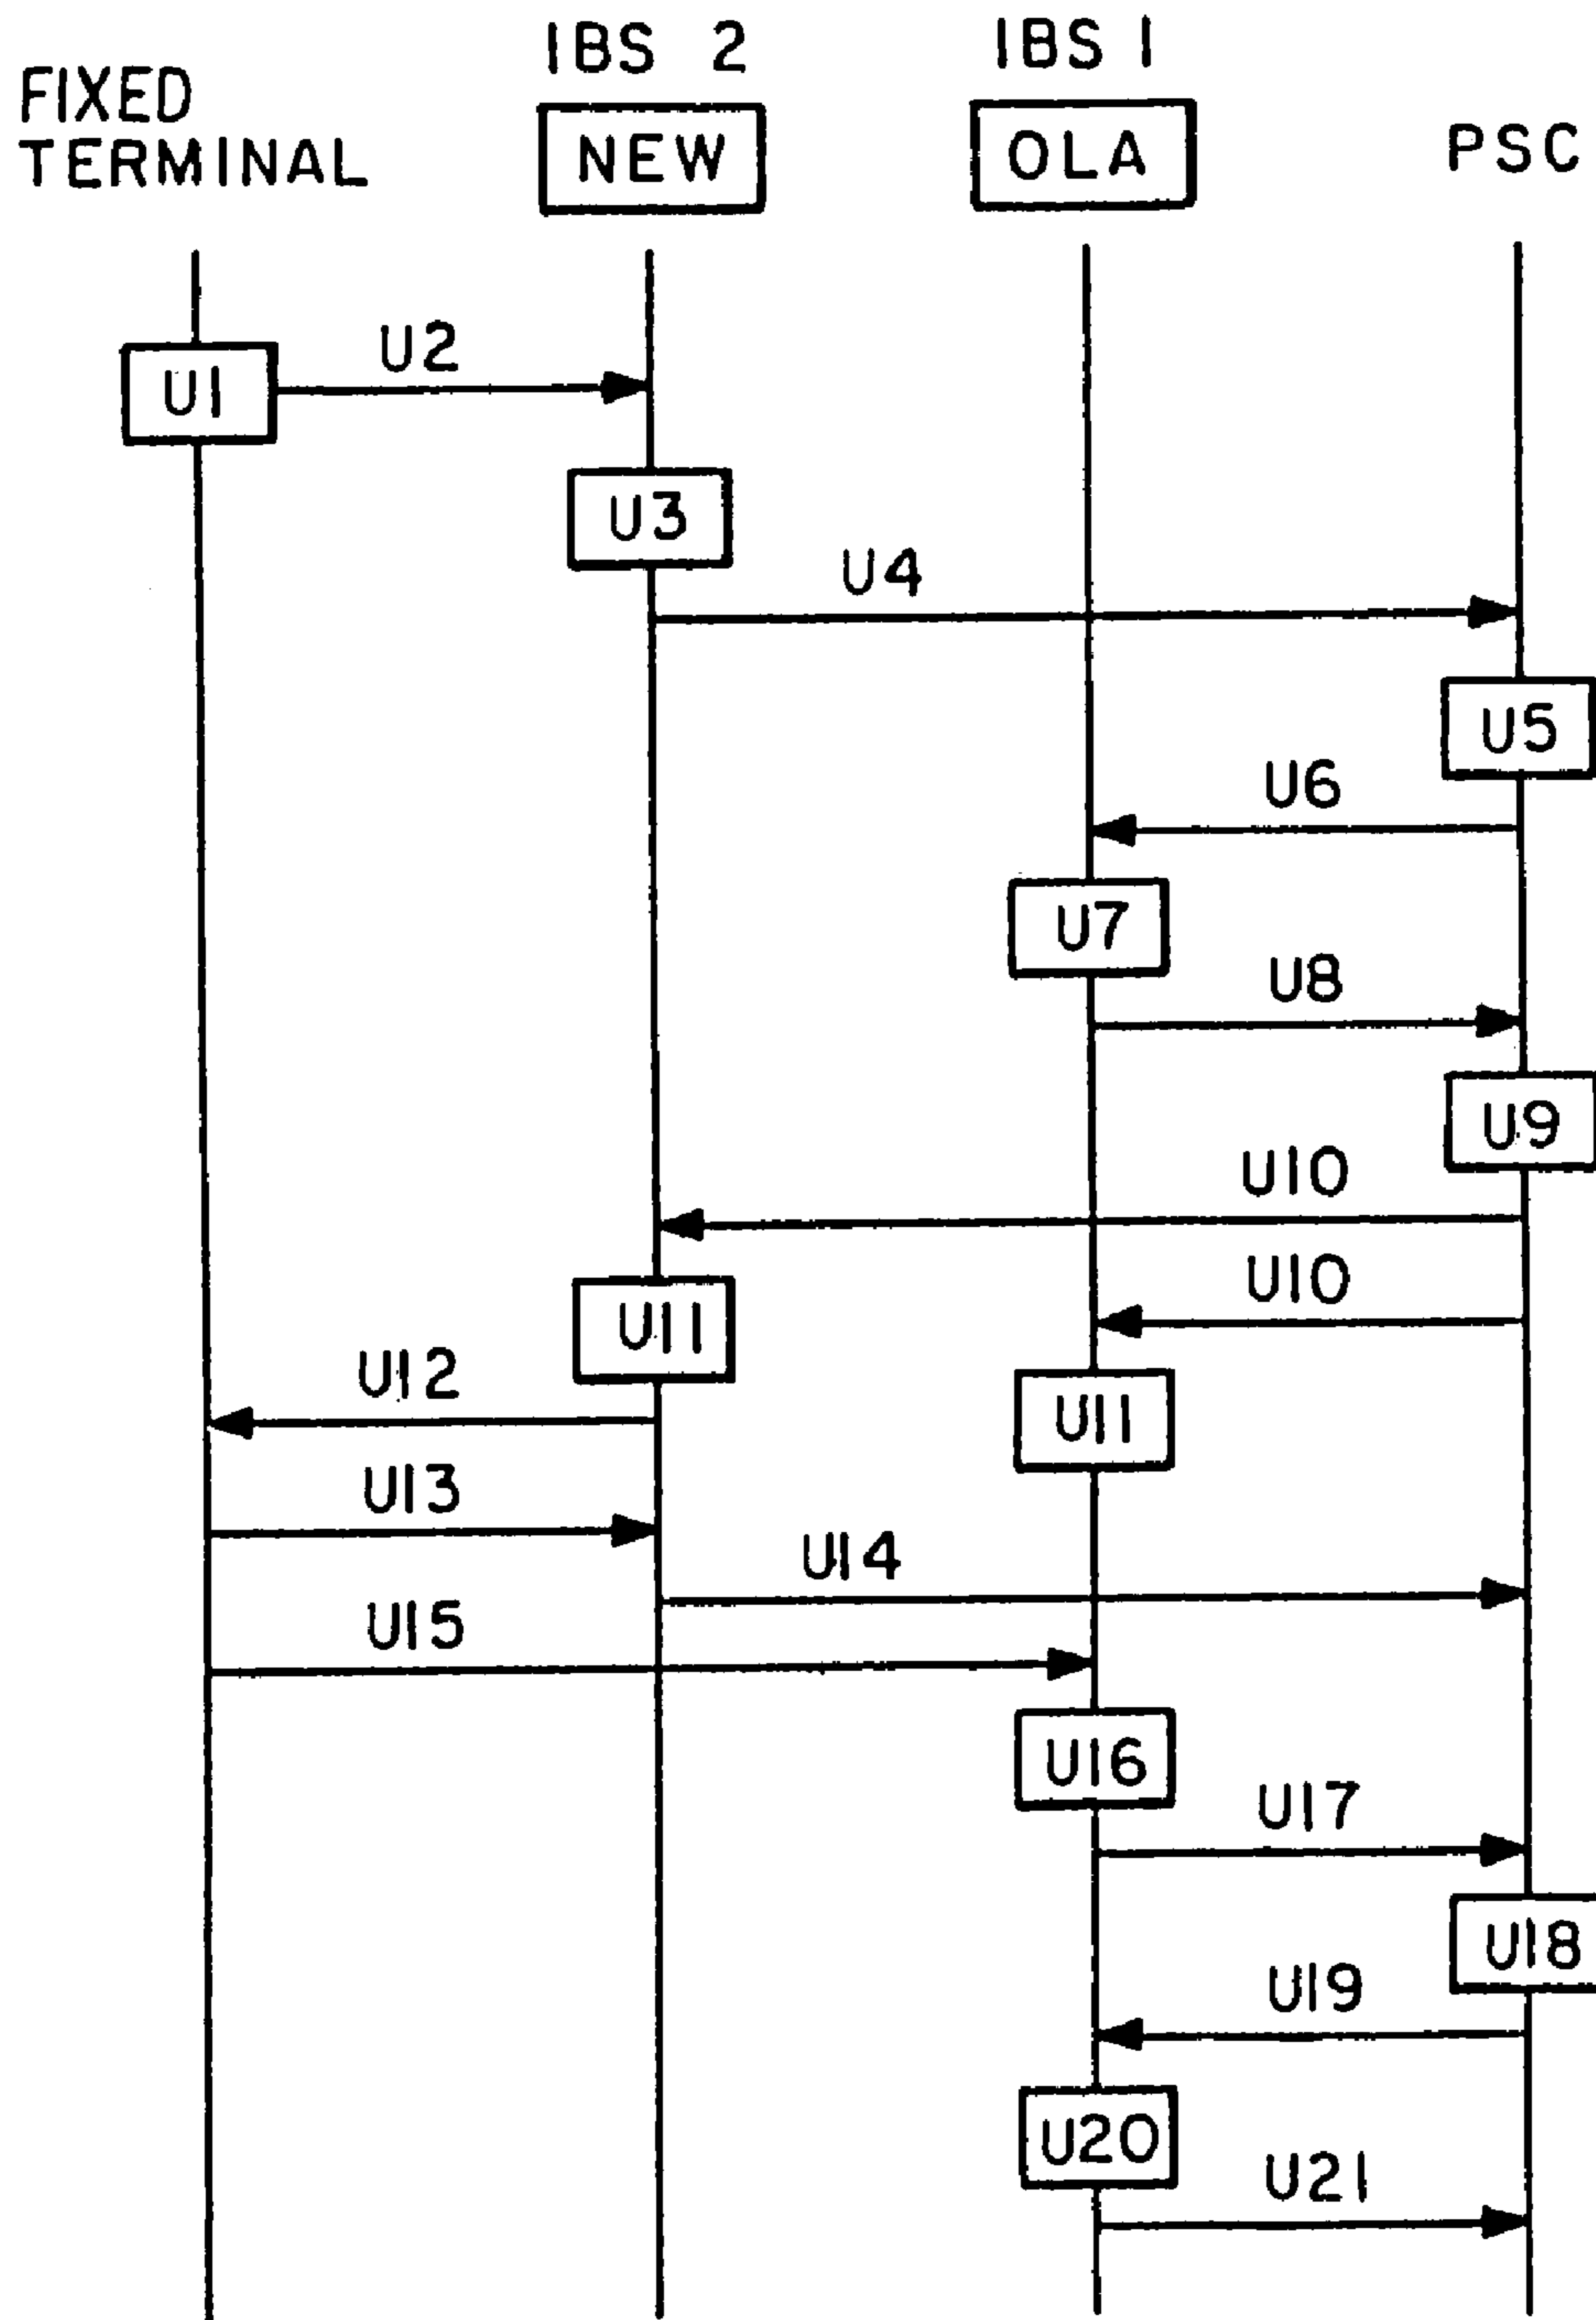 FIXED
TERMINAL
IBS 2
NEW
IBS 1
OLA
PSC
U1
U2
U3
U4
U5
U6
U7
U8
U9
U10
U10
U11
U11
U12
U13
U14
U15
U16
U17
U18
U19
U20
U21